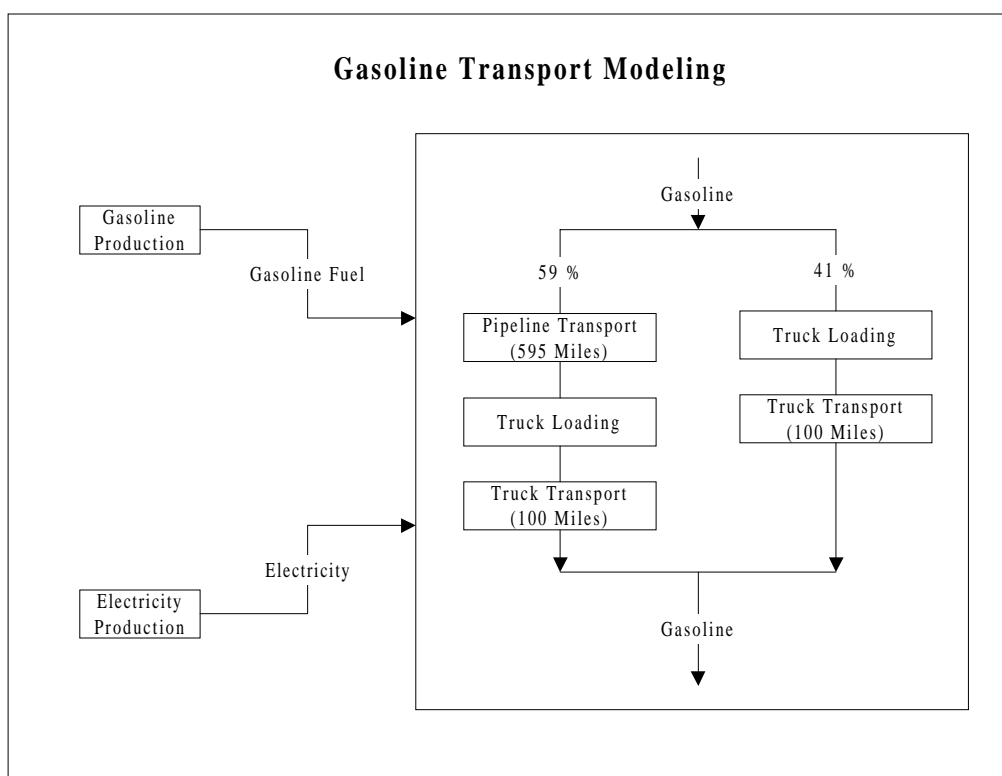 Gasoline Transport Modeling
Gasoline
Gasoline
Production
Gasoline Fuel
59 %
41 %
Pipeline Transport
(595 Miles)
Truck Loading
Truck Loading
Truck Transport
(100 Miles)
Truck Transport
(100 Miles)
Electricity
Electricity
Production
Gasoline